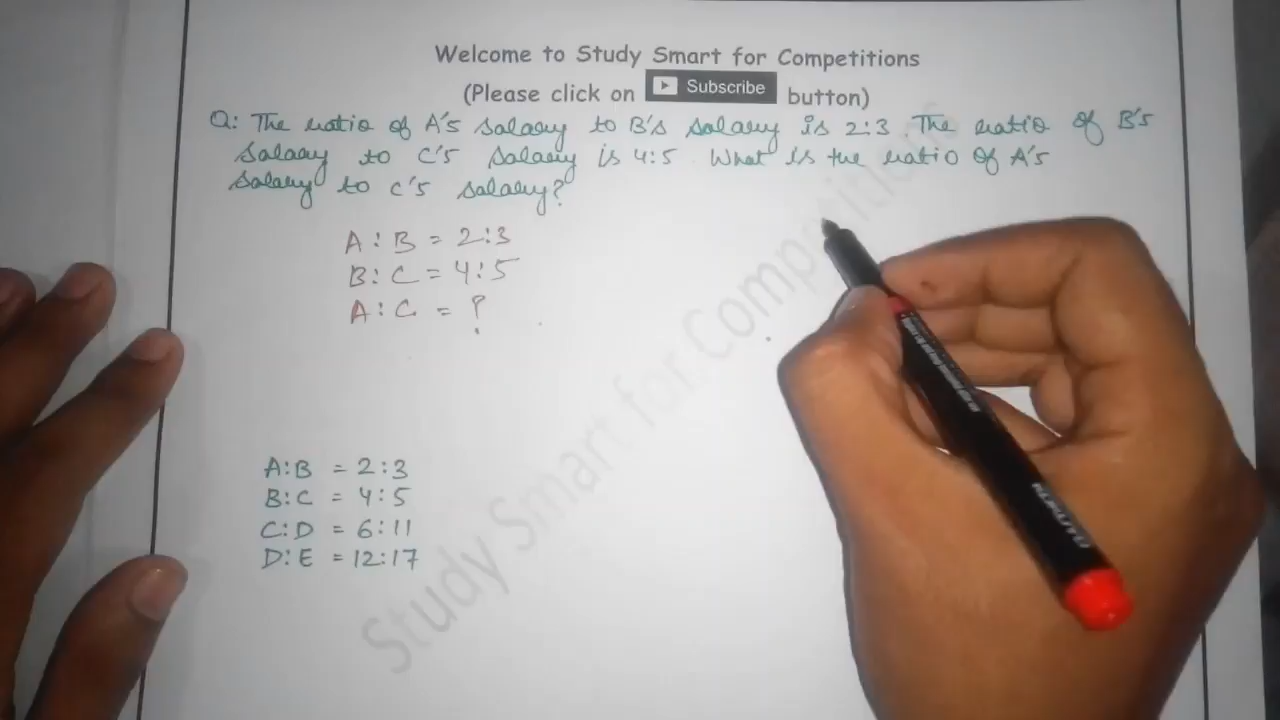 Welcome to Study Smart for Competitions
(Please click on Subscribe button)
Q: The ratio of A's salary to B's salary is 2:3. The ratio of B's
salary to C's salary is 4:5. What is the ratio of A's
salary to C's salary?
A:B = 2:3
B:C = 4:5
A:C = ?
A:B = 2:3
B:C = 4:5
C:D = 6:11
D:E = 12:17
Study Smart for Competitions